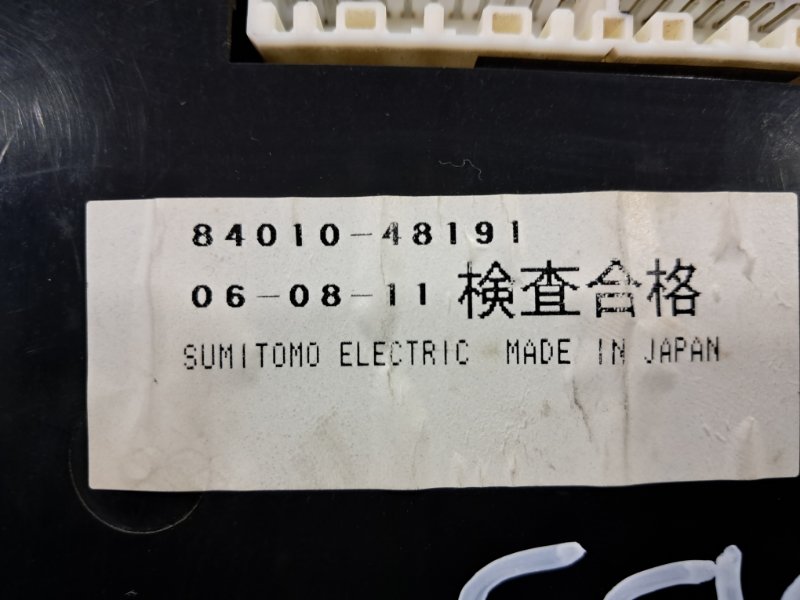 84010-48191
06-08-11 検査合格
SUMITOMO ELECTRIC MADE IN JAPAN